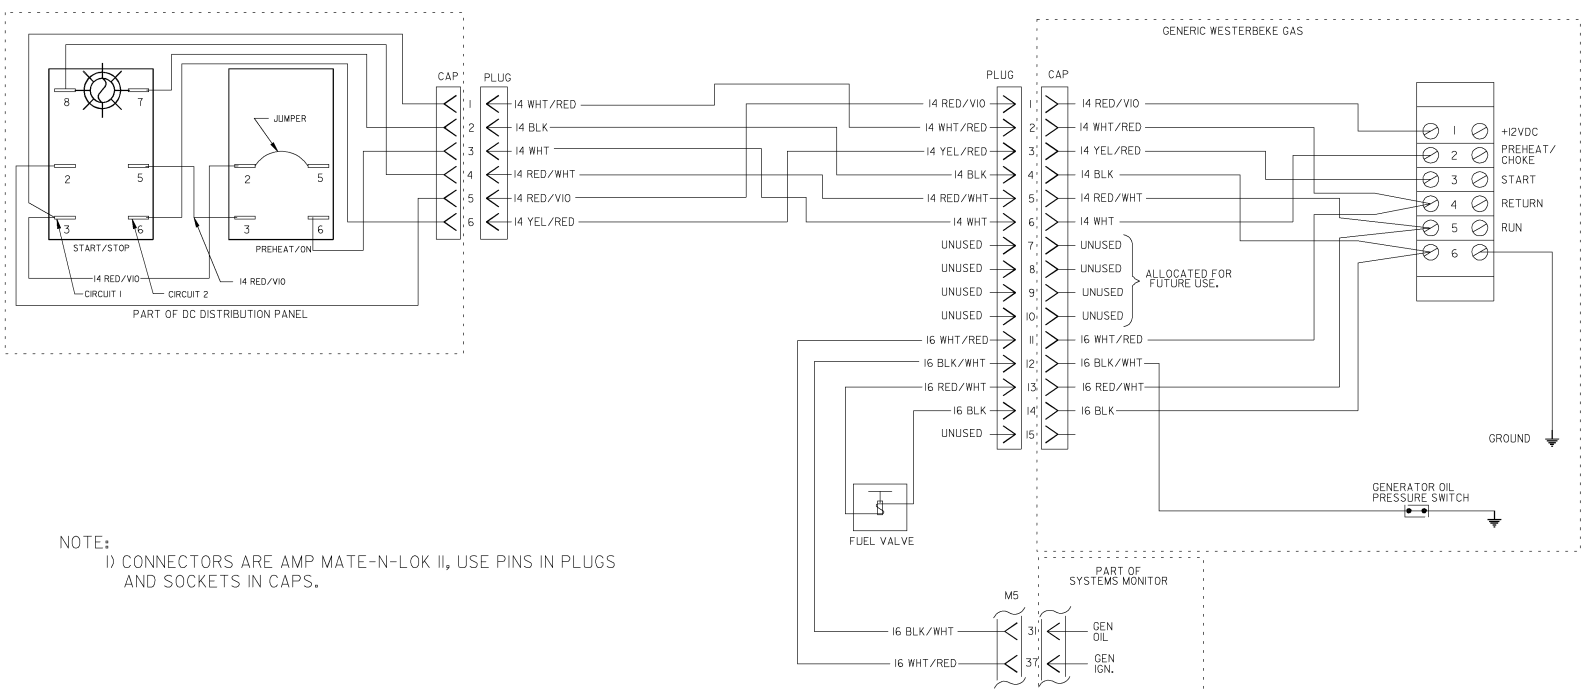 GENERIC WESTERBEKE GAS
CAP
PLUG
PLUG
CAP
8
7
2
5
3
6
START/STOP
JUMPER
2
5
3
6
PREHEAT/ON
14 RED/VIO
14 RED/VIO
CIRCUIT 1
CIRCUIT 2
PART OF DC DISTRIBUTION PANEL
1 14 WHT/RED
2 14 BLK
3 14 WHT
4 14 RED/WHT
5 14 RED/VIO
6 14 YEL/RED
14 RED/VIO 1 14 RED/VIO
14 WHT/RED 2 14 WHT/RED
14 YEL/RED 3 14 YEL/RED
14 BLK 4 14 BLK
14 RED/WHT 5 14 RED/WHT
14 WHT 6 14 WHT
UNUSED 7 UNUSED
UNUSED 8 UNUSED
UNUSED 9 UNUSED
UNUSED 10 UNUSED
16 WHT/RED 11 16 WHT/RED
16 BLK/WHT 12 16 BLK/WHT
16 RED/WHT 13 16 RED/WHT
16 BLK 14 16 BLK
UNUSED 15
ALLOCATED FOR
FUTURE USE.
1 +12VDC
2 PREHEAT/
CHOKE
3 START
4 RETURN
5 RUN
6
GROUND
GENERATOR OIL
PRESSURE SWITCH
FUEL VALVE
NOTE:
1) CONNECTORS ARE AMP MATE-N-LOK II, USE PINS IN PLUGS
AND SOCKETS IN CAPS.
PART OF
SYSTEMS MONITOR
M5
16 BLK/WHT 31 GEN
OIL
16 WHT/RED 37 GEN
IGN.